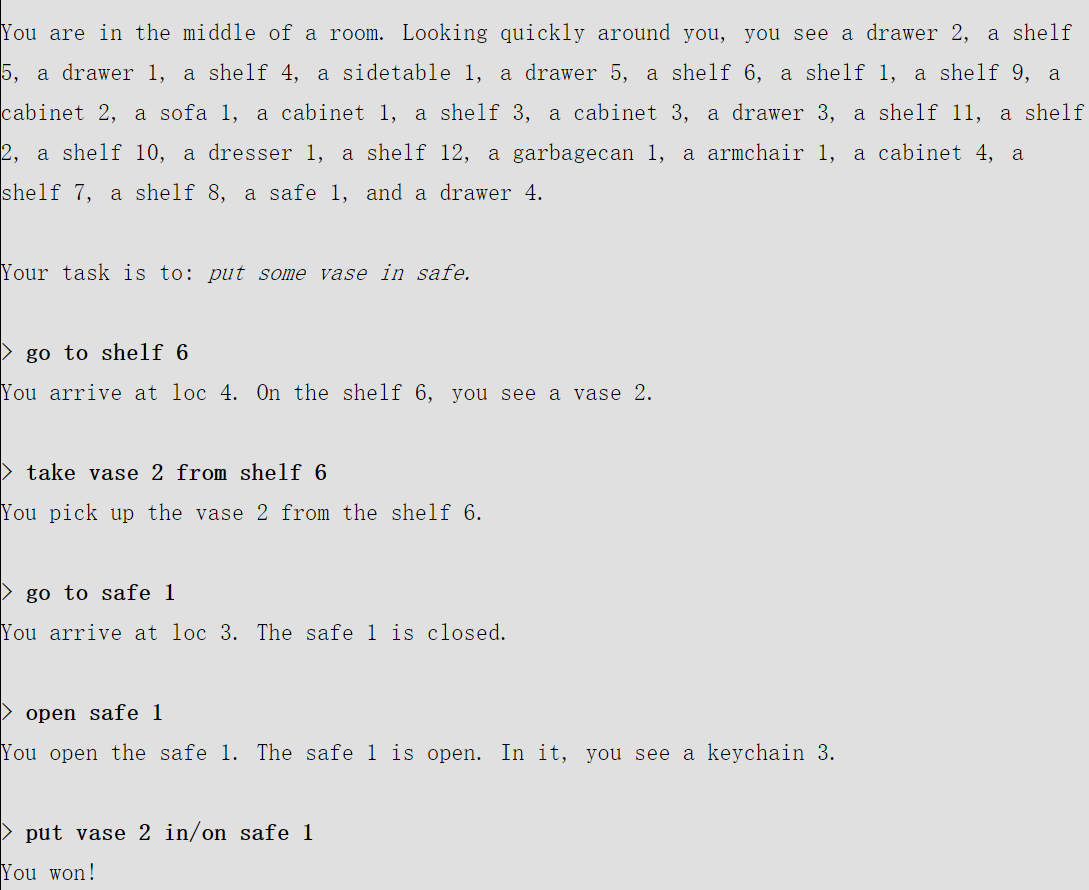 You are in the middle of a room. Looking quickly around you, you see a drawer 2, a shelf
5, a drawer 1, a shelf 4, a sidetable 1, a drawer 5, a shelf 6, a shelf 1, a shelf 9, a
cabinet 2, a sofa 1, a cabinet 1, a shelf 3, a cabinet 3, a drawer 3, a shelf 11, a shelf
2, a shelf 10, a dresser 1, a shelf 12, a garbagecan 1, a armchair 1, a cabinet 4, a
shelf 7, a shelf 8, a safe 1, and a drawer 4.
Your task is to: put some vase in safe.
> go to shelf 6
You arrive at loc 4. On the shelf 6, you see a vase 2.
> take vase 2 from shelf 6
You pick up the vase 2 from the shelf 6.
> go to safe 1
You arrive at loc 3. The safe 1 is closed.
> open safe 1
You open the safe 1. The safe 1 is open. In it, you see a keychain 3.
> put vase 2 in/on safe 1
You won!